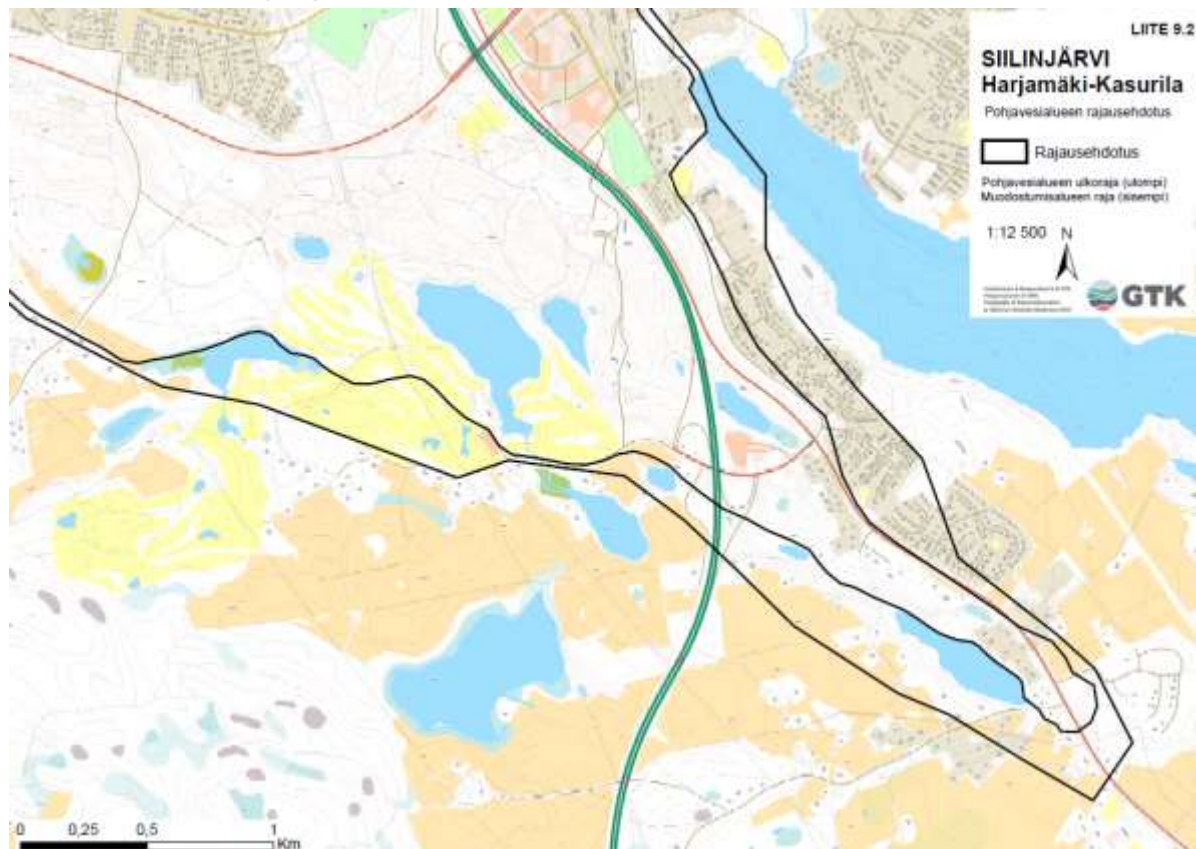 LIITE 9.2
SIILINJÄRVI
Harjamäki-Kasurila
Pohjavesialueen rajausehdotus
Rajausehdotus
Pohjavesialueen ulkoraja (ulompi)
Muodostumisalueen raja (sisempi)
1:12 500 N
GTK
0 0,25 0,5 1
Km